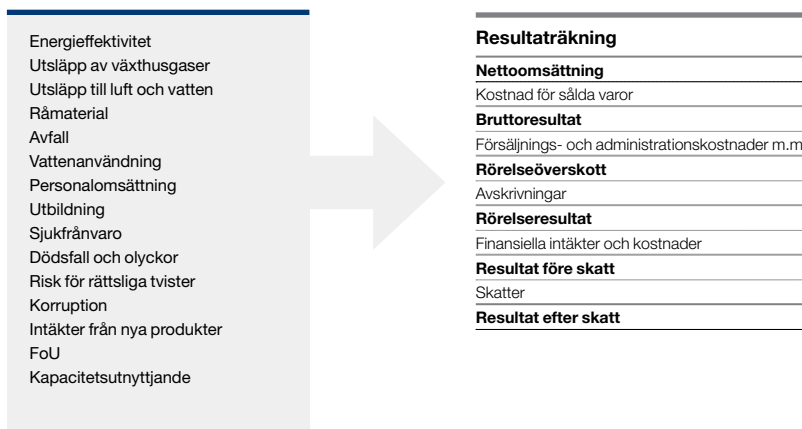 Energieffektivitet
Utsläpp av växthusgaser
Utsläpp till luft och vatten
Råmaterial
Avfall
Vattenanvändning
Personalomsättning
Utbildning
Sjukfrånvaro
Dödsfall och olyckor
Risk för rättsliga tvister
Korruption
Intäkter från nya produkter
FoU
Kapacitetsutnyttjande
Resultaträkning
Nettoomsättning
Kostnad för sålda varor
Bruttoresultat
Försäljnings- och administrationskostnader m.m
Rörelseöverskott
Avskrivningar
Rörelseresultat
Finansiella intäkter och kostnader
Resultat före skatt
Skatter
Resultat efter skatt